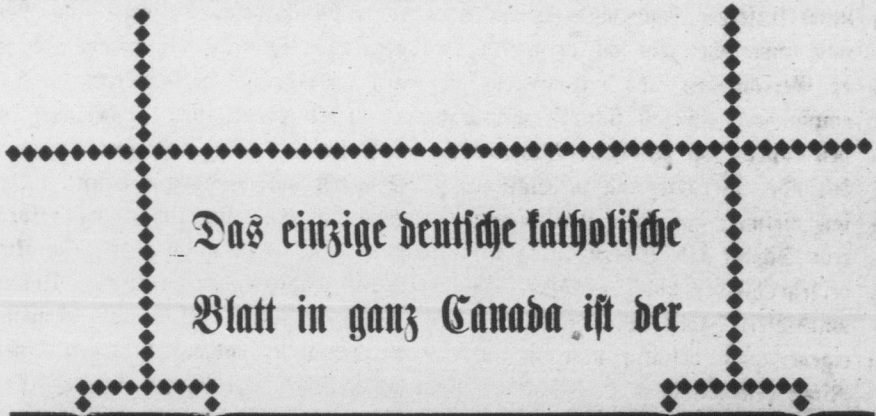 Das einzige deutsche katholische
Blatt in ganz Canada ist der